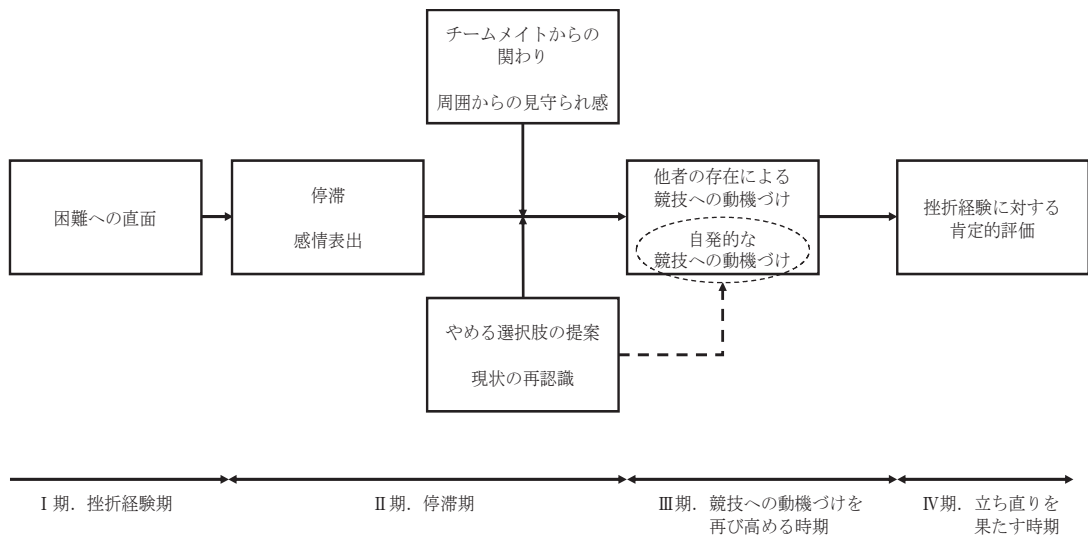 チームメイトからの
関わり
周囲からの見守られ感
困難への直面
停滞
感情表出
他者の存在による
競技への動機づけ
自発的な
競技への動機づけ
挫折経験に対する
肯定的評価
やめる選択肢の提案
現状の再認識
Ⅰ期．挫折経験期
Ⅱ期．停滞期
Ⅲ期．競技への動機づけを
再び高める時期
Ⅳ期．立ち直りを
果たす時期